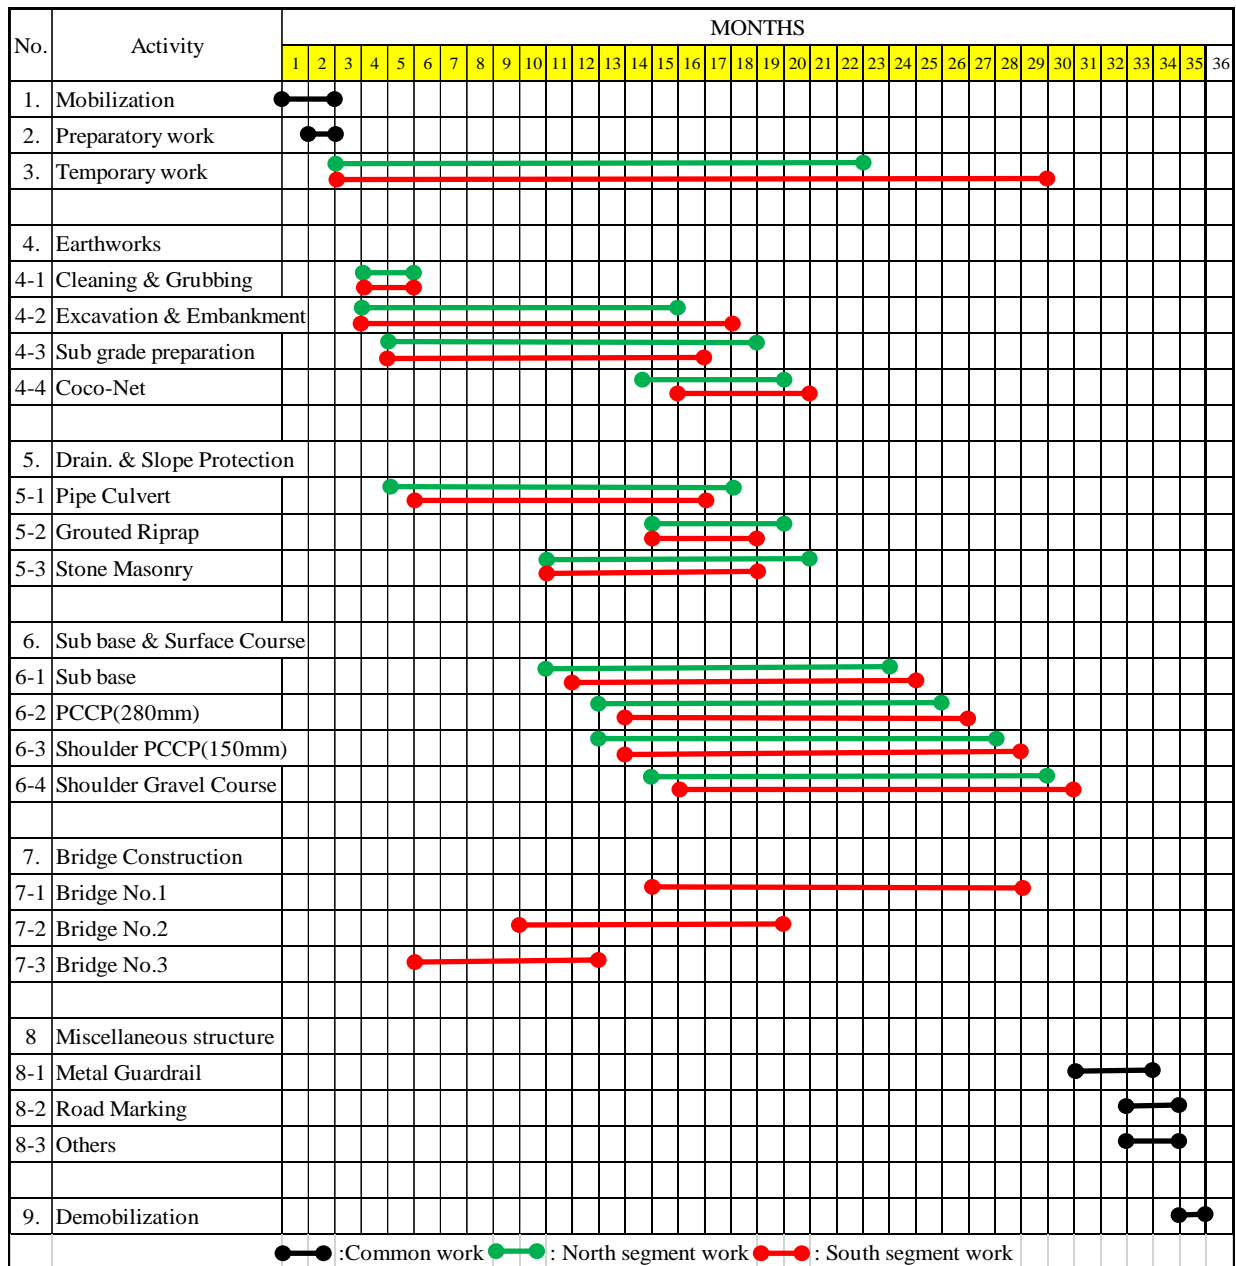 No. Activity MONTHS
1 2 3 4 5 6 7 8 9 10 11 12 13 14 15 16 17 18 19 20 21 22 23 24 25 26 27 28 29 30 31 32 33 34 35 36
1. Mobilization
2. Preparatory work
3. Temporary work
4. Earthworks
4-1 Cleaning & Grubbing
4-2 Excavation & Embankment
4-3 Sub grade preparation
4-4 Coco-Net
5. Drain. & Slope Protection
5-1 Pipe Culvert
5-2 Grouted Riprap
5-3 Stone Masonry
6. Sub base & Surface Course
6-1 Sub base
6-2 PCCP(280mm)
6-3 Shoulder PCCP(150mm)
6-4 Shoulder Gravel Course
7. Bridge Construction
7-1 Bridge No.1
7-2 Bridge No.2
7-3 Bridge No.3
8 Miscellaneous structure
8-1 Metal Guardrail
8-2 Road Marking
8-3 Others
9. Demobilization
:Common work : North segment work : South segment work